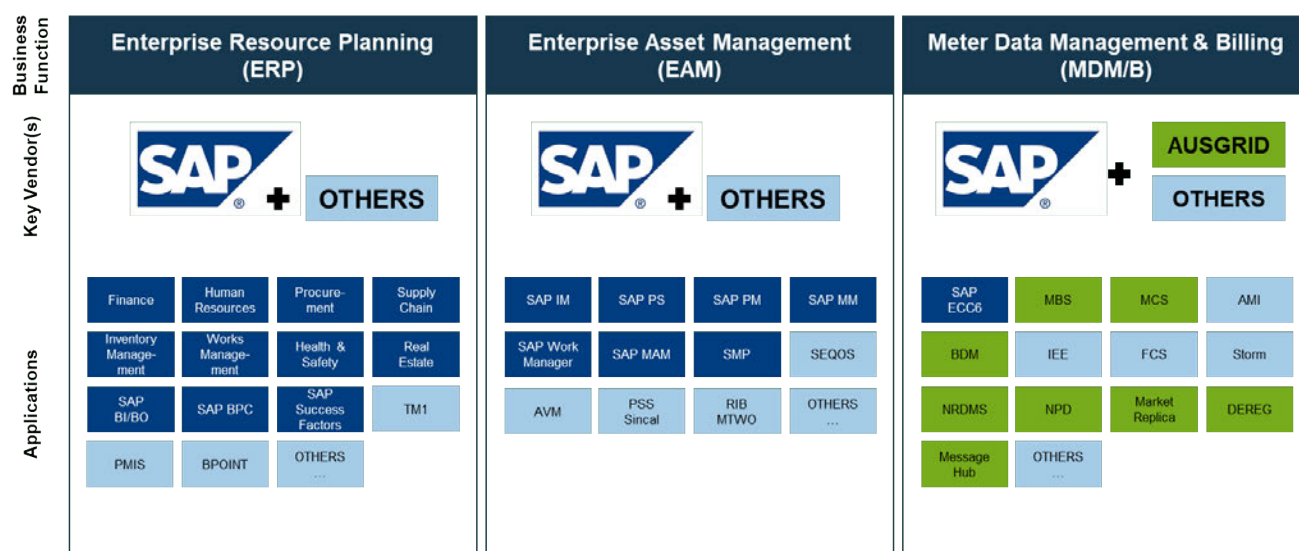 Business
Function
Enterprise Resource Planning
(ERP)
Enterprise Asset Management
(EAM)
Meter Data Management & Billing
(MDM/B)
Key Vendor(s)
SAP
®
+
OTHERS
SAP
®
+
OTHERS
SAP
®
+
AUSGRID
OTHERS
Applications
Finance
Human
Resources
Procure-
ment
Supply
Chain
Inventory
Manage-
ment
Works
Manage-
ment
Health &
Safety
Real
Estate
SAP
BI/BO
SAP BPC
SAP
Success
Factors
TM1
PMIS
BPOINT
OTHERS
...
SAP IM
SAP PS
SAP PM
SAP MM
SAP Work
Manager
SAP MAM
SMP
SEQOS
AVM
PSS
Sincal
RIB
MTWO
OTHERS
...
SAP
ECC6
MBS
MCS
AMI
BDM
IEE
FCS
Storm
NRDMS
NPD
Market
Replica
DEREG
Message
Hub
OTHERS
...